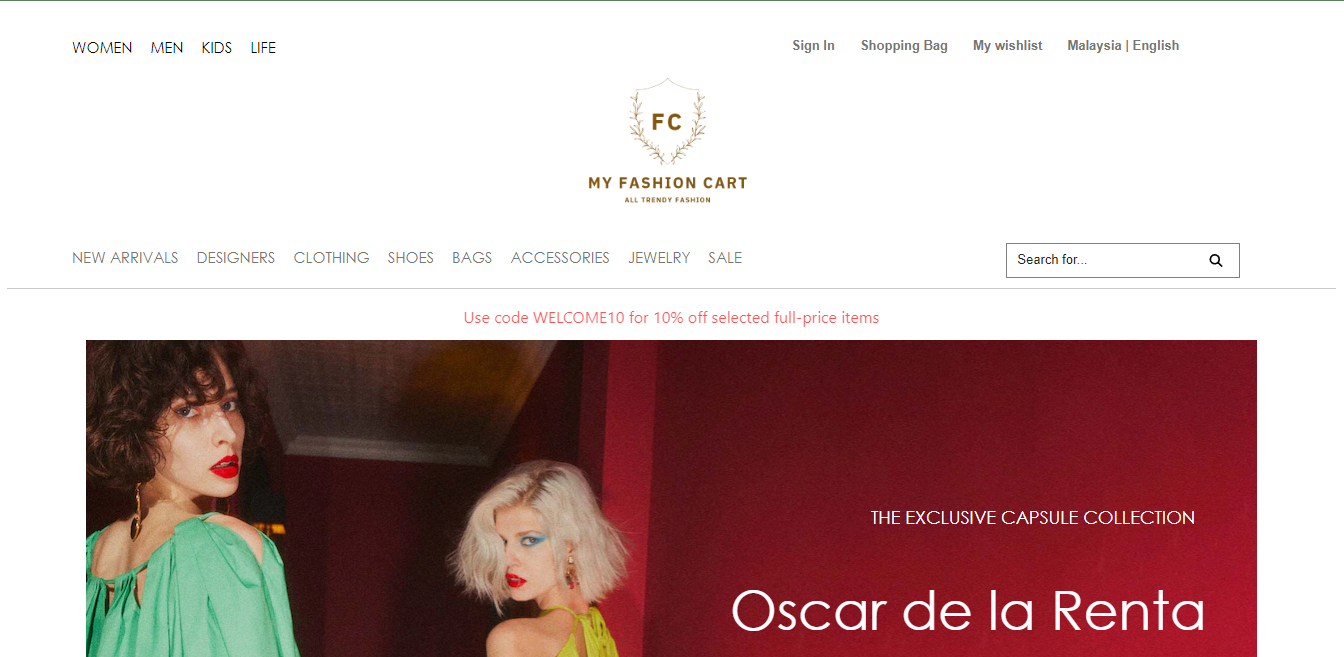 WOMEN MEN KIDS LIFE Sign In Shopping Bag My wishlist Malaysia | English
FC
MY FASHION CART
ALL TRENDY FASHION
NEW ARRIVALS DESIGNERS CLOTHING SHOES BAGS ACCESSORIES JEWELRY SALE Search for...
Use code WELCOME10 for 10% off selected full-price items
THE EXCLUSIVE CAPSULE COLLECTION
Oscar de la Renta